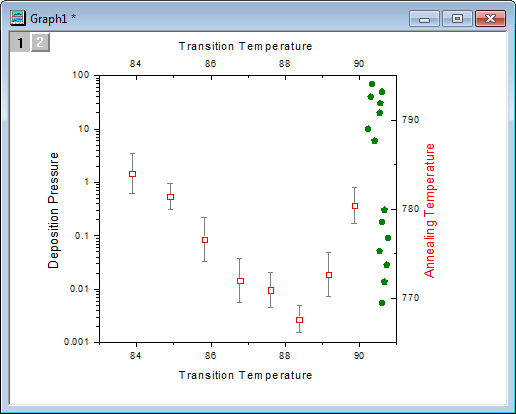 Graph1 *
1 2
Transition Temperature
84 86 88 90
100
10
1
0.1
0.01
0.001
Deposition Pressure
790
780
770
Annealing Temperature
84 86 88 90
Transition Temperature